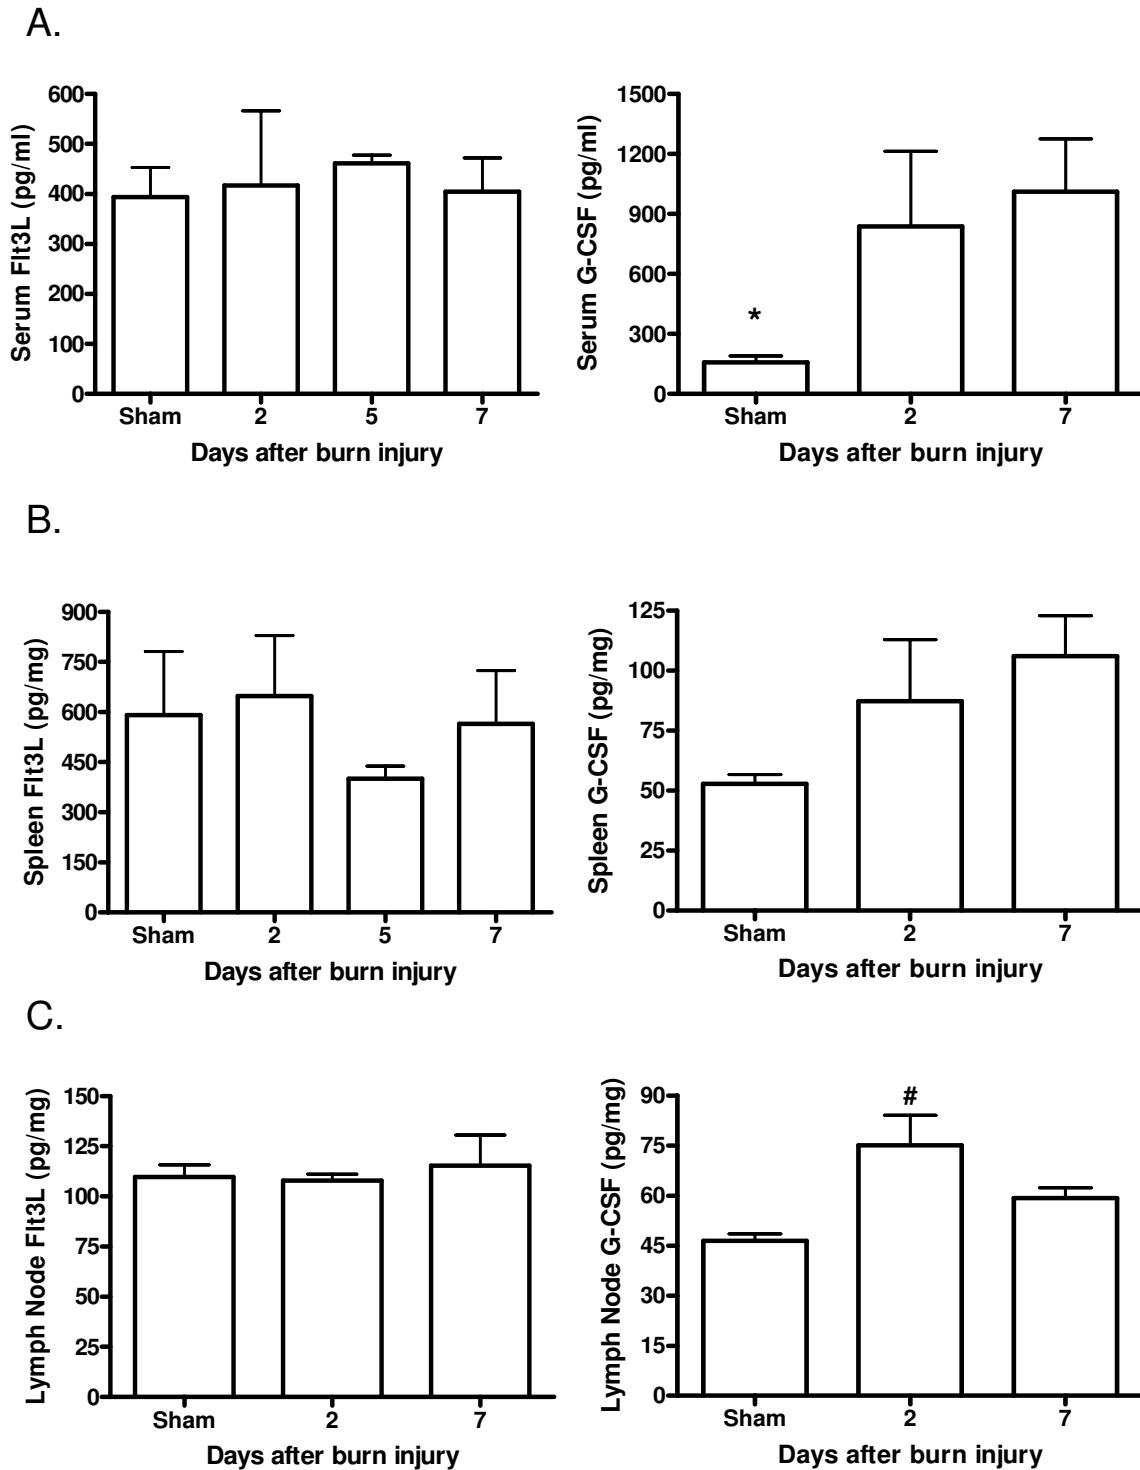 A.
Serum Flt3L (pg/ml)
600
500
400
300
200
100
0
Sham 2 5 7
Days after burn injury
Serum G-CSF (pg/ml)
1500
1200
900
600
300
0
*
Sham 2 7
Days after burn injury
B.
Spleen Flt3L (pg/mg)
900
750
600
450
300
150
0
Sham 2 5 7
Days after burn injury
Spleen G-CSF (pg/mg)
125
100
75
50
25
0
Sham 2 7
Days after burn injury
C.
Lymph Node Flt3L (pg/mg)
150
125
100
75
50
25
0
Sham 2 7
Days after burn injury
Lymph Node G-CSF (pg/mg)
90
75
60
45
30
15
0
#
Sham 2 7
Days after burn injury